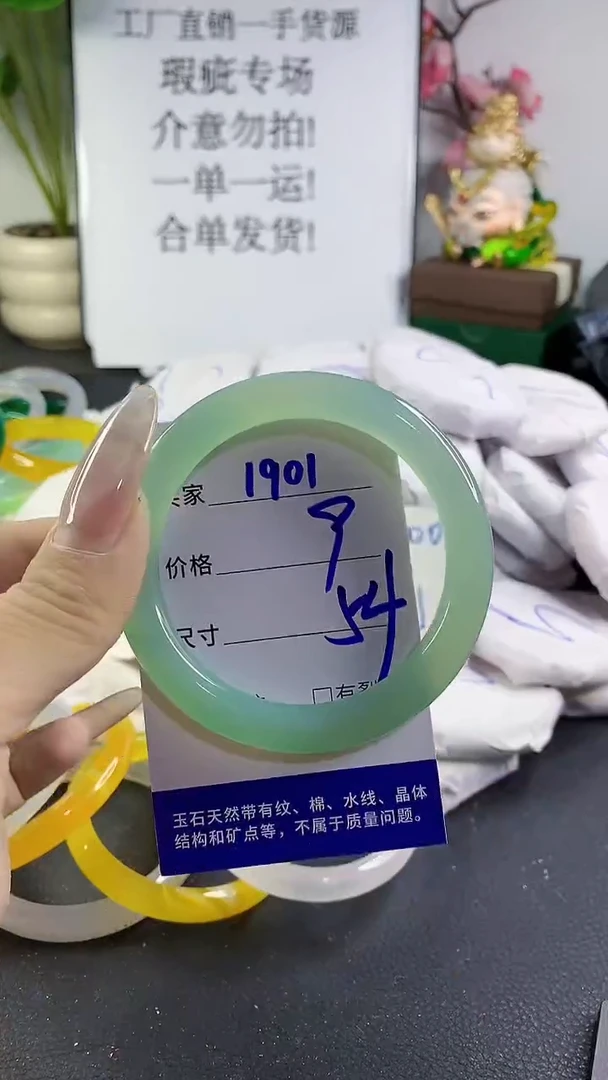 工厂直销一手货源
瑕疵专场
介意勿拍!
一单一运!
合单发货!
家 1901
价格 9
尺寸 54
□有裂
玉石天然带有纹、棉、水线、晶体
结构和矿点等，不属于质量问题。